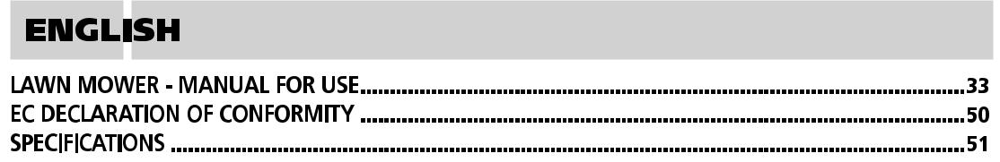 ENGLISH
LAWN MOWER - MANUAL FOR USE................................................................................................................33
EC DECLARATION OF CONFORMITY ................................................................................................................50
SPECIFICATIONS ....................................................................................................................................................51